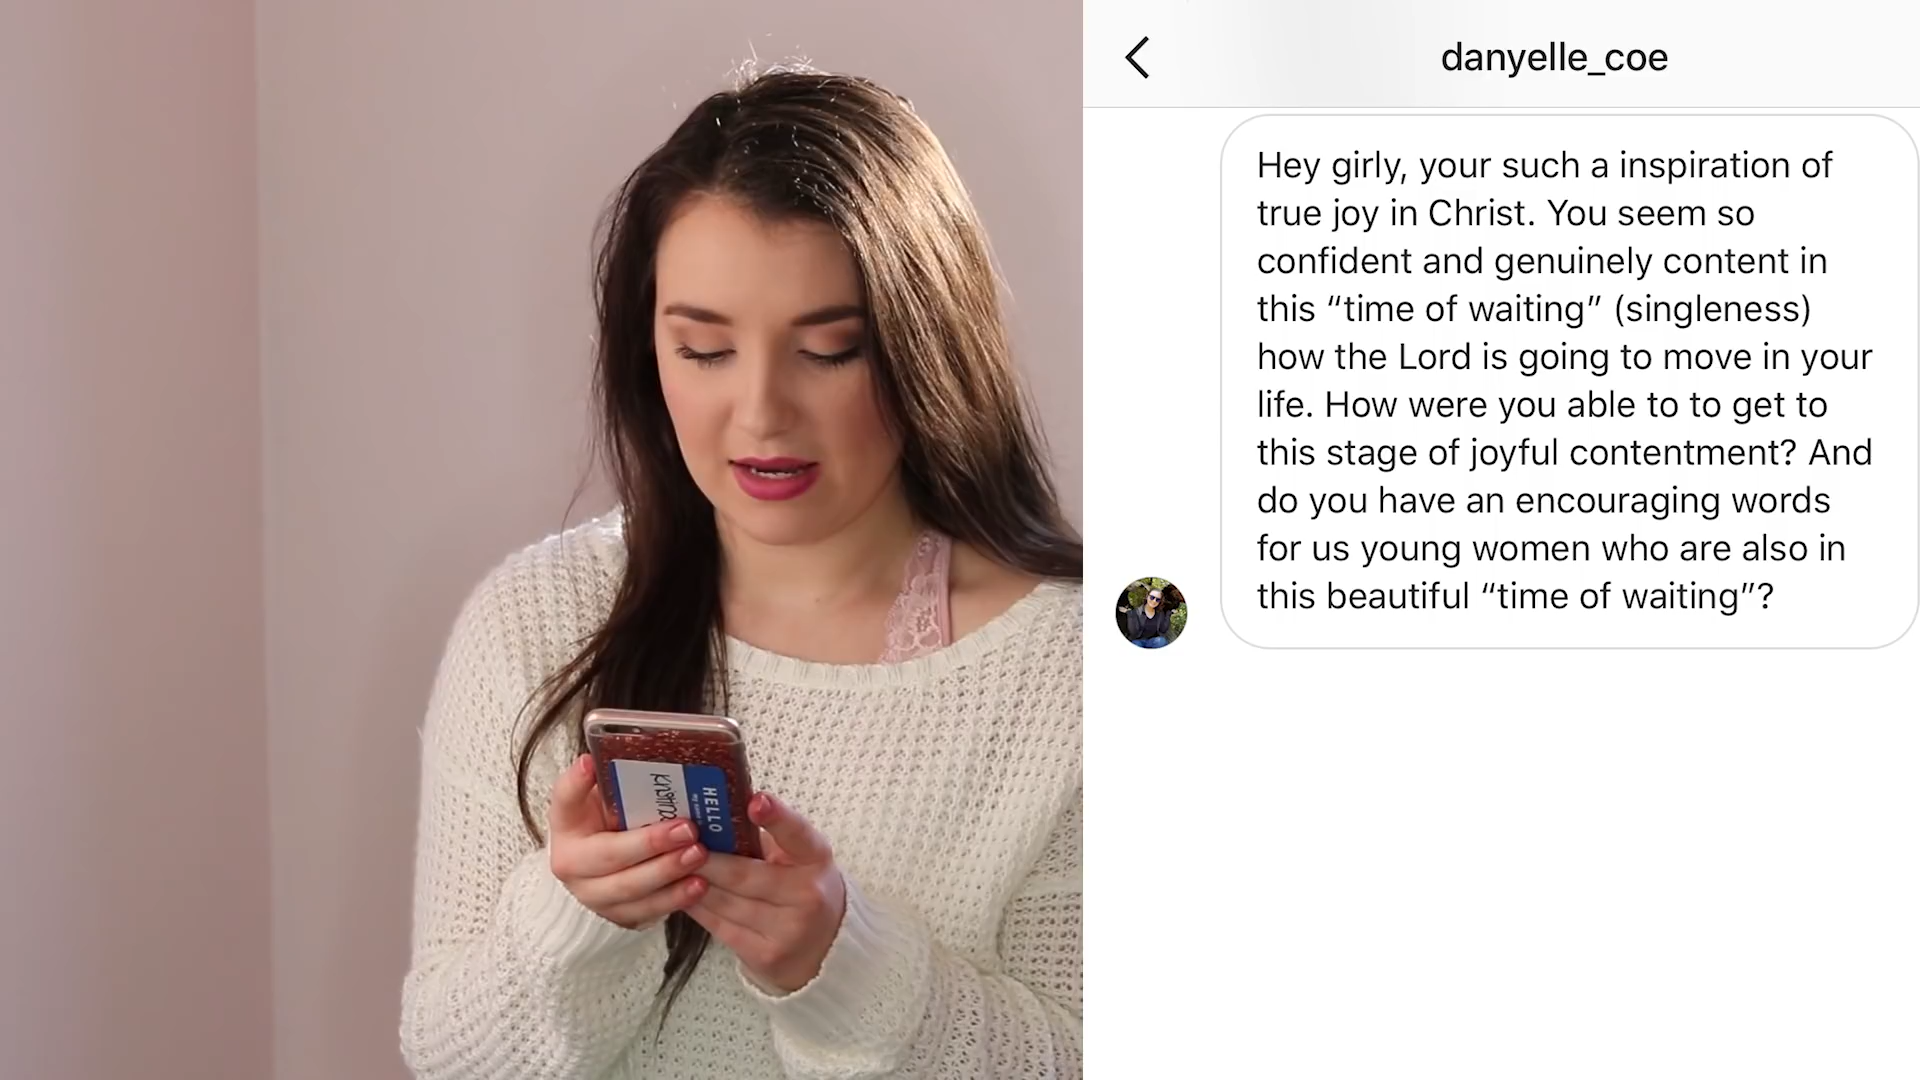 danyelle_coe
Hey girly, your such a inspiration of
true joy in Christ. You seem so
confident and genuinely content in
this “time of waiting” (singleness)
how the Lord is going to move in your
life. How were you able to to get to
this stage of joyful contentment? And
do you have an encouraging words
for us young women who are also in
this beautiful “time of waiting”?
HELLO
Kristina